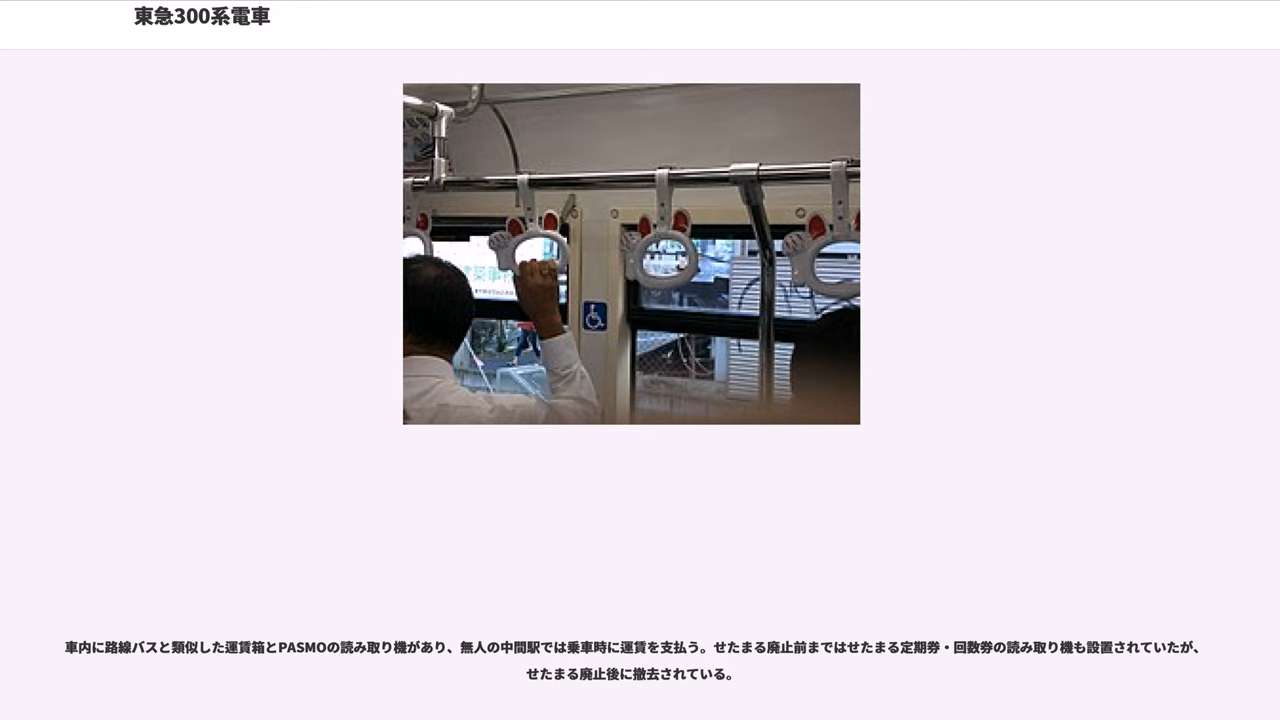 東急300系電車
車内に路線バスと類似した運賃箱とPASMOの読み取り機があり、無人の中間駅では乗車時に運賃を支払う。せたまる廃止前まではせたまる定期券・回数券の読み取り機も設置されていたが、
せたまる廃止後に撤去されている。